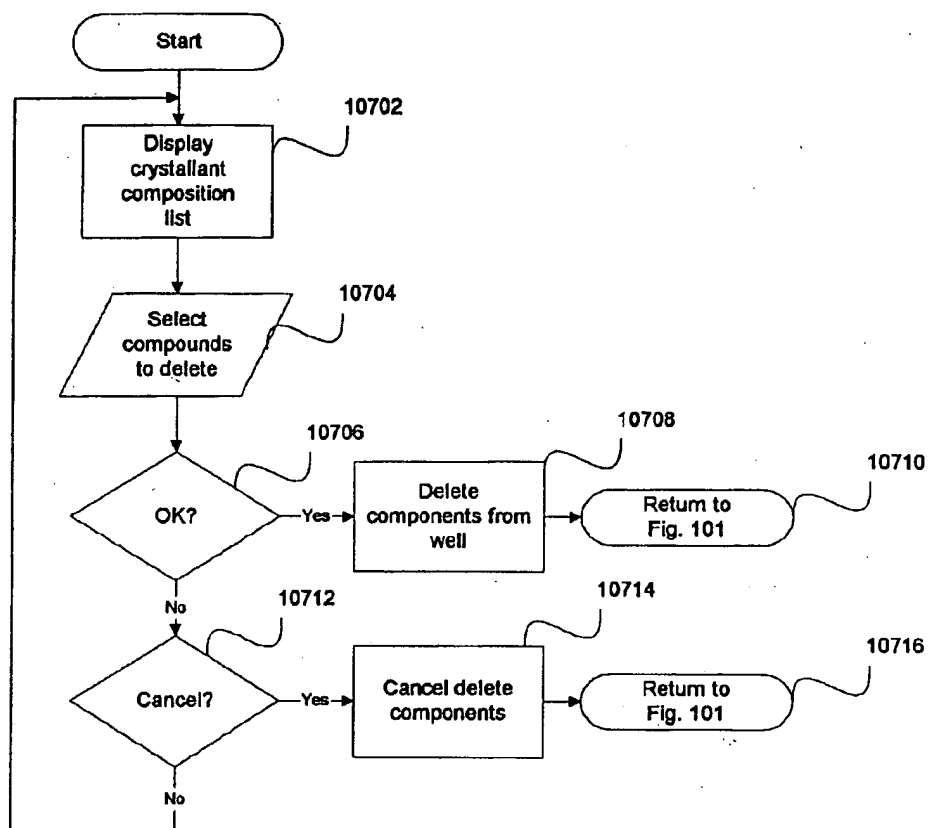 Start
10702
Display
crystallant
composition
list
10704
Select
compounds
to delete
10706
OK?
Yes
10708
Delete
components from
well
10710
Return to
Fig. 101
No
10712
Cancel?
Yes
10714
Cancel delete
components
10716
Return to
Fig. 101
No